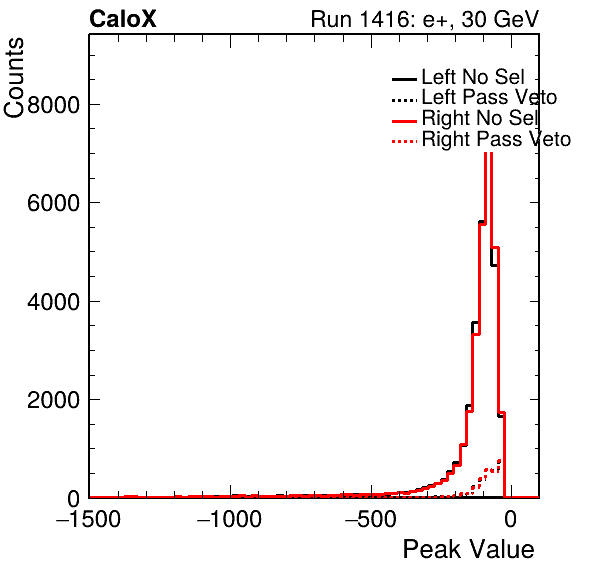 CaloX Run 1416: e+, 30 GeV
Counts
Left No Sel
Left Pass Veto
Right No Sel
Right Pass Veto
8000
6000
4000
2000
0
−1500 −1000 −500 0
Peak Value